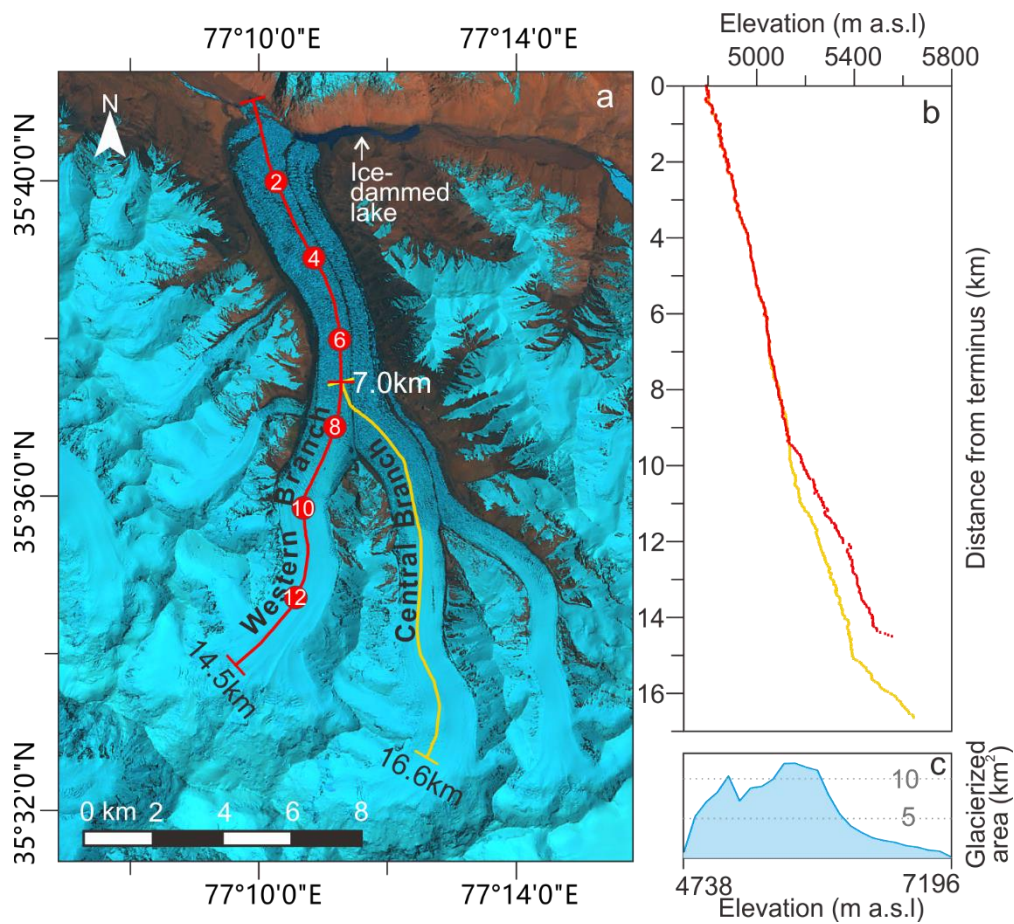 77°10'0"E
77°14'0"E
a
N
35°40'0"N
35°36'0"N
35°32'0"N
Ice-
dammed
lake
2
4
6
7.0km
8
10
12
Western Branch
Central Branch
14.5km
16.6km
0 km 2 4 6 8
77°10'0"E
77°14'0"E
Elevation (m a.s.l)
5000 5400 5800
b
0
2
4
6
8
10
12
14
16
Distance from terminus (km)
c
10
5
Glacierized
area (km²)
4738 7196
Elevation (m a.s.l)